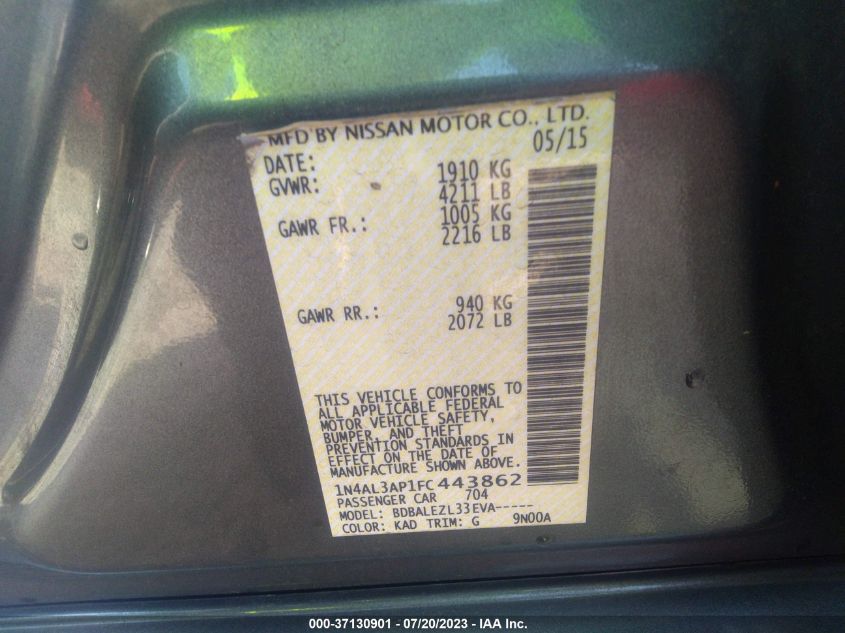 MFD BY NISSAN MOTOR CO., LTD.
DATE: 05/15
GVWR: 1910 KG
4211 LB
GAWR FR.: 1005 KG
2216 LB
GAWR RR.: 940 KG
2072 LB
THIS VEHICLE CONFORMS TO
ALL APPLICABLE FEDERAL
MOTOR VEHICLE SAFETY,
BUMPER, AND THEFT
PREVENTION STANDARDS IN
EFFECT ON THE DATE OF
MANUFACTURE SHOWN ABOVE.
1N4AL3AP1FC443862
PASSENGER CAR 704
MODEL: BDBALEZL33EVA-----
COLOR: KAD TRIM: G 9N00A
000-37130901 - 07/20/2023 - IAA Inc.